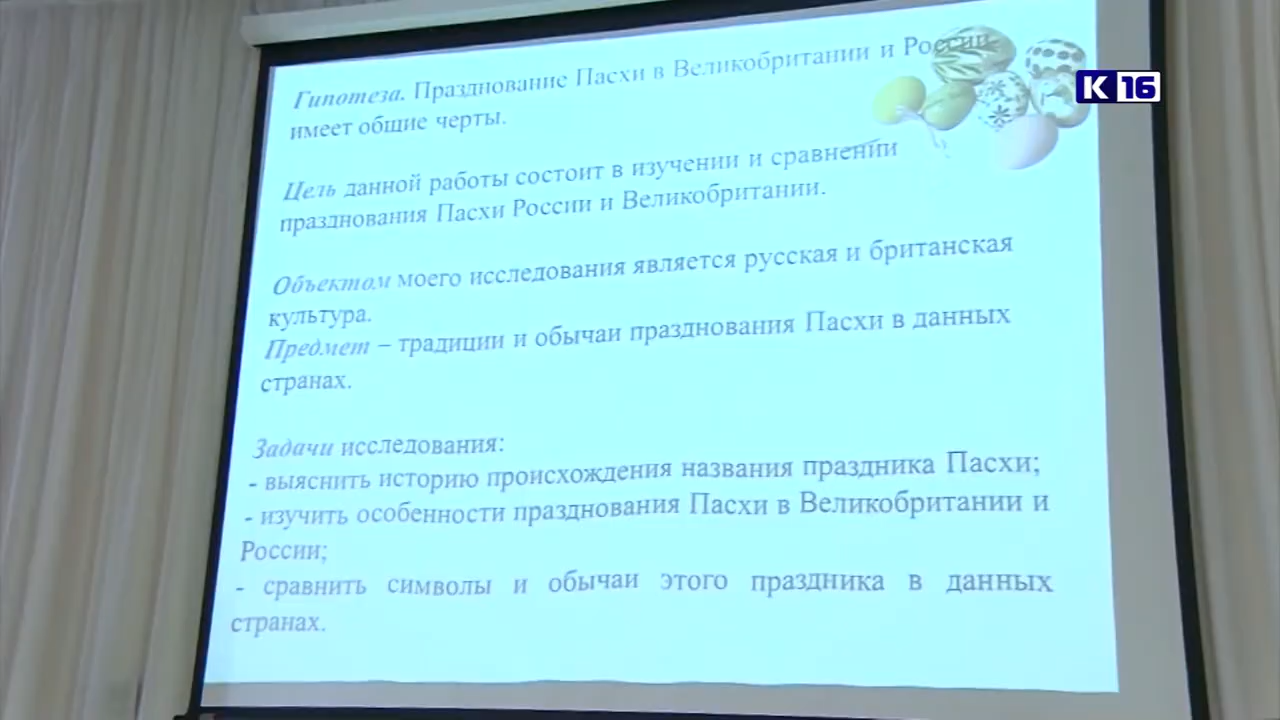 Гипотеза. Празднование Пасхи в Великобритании и России
имеет общие черты.
Цель данной работы состоит в изучении и сравнении
празднования Пасхи России и Великобритании.
Объектом моего исследования является русская и британская
культура.
Предмет – традиции и обычаи празднования Пасхи в данных
странах.
Задачи исследования:
- выяснить историю происхождения названия праздника Пасхи;
- изучить особенности празднования Пасхи в Великобритании и
России;
- сравнить символы и обычаи этого праздника в данных
странах.
К 16